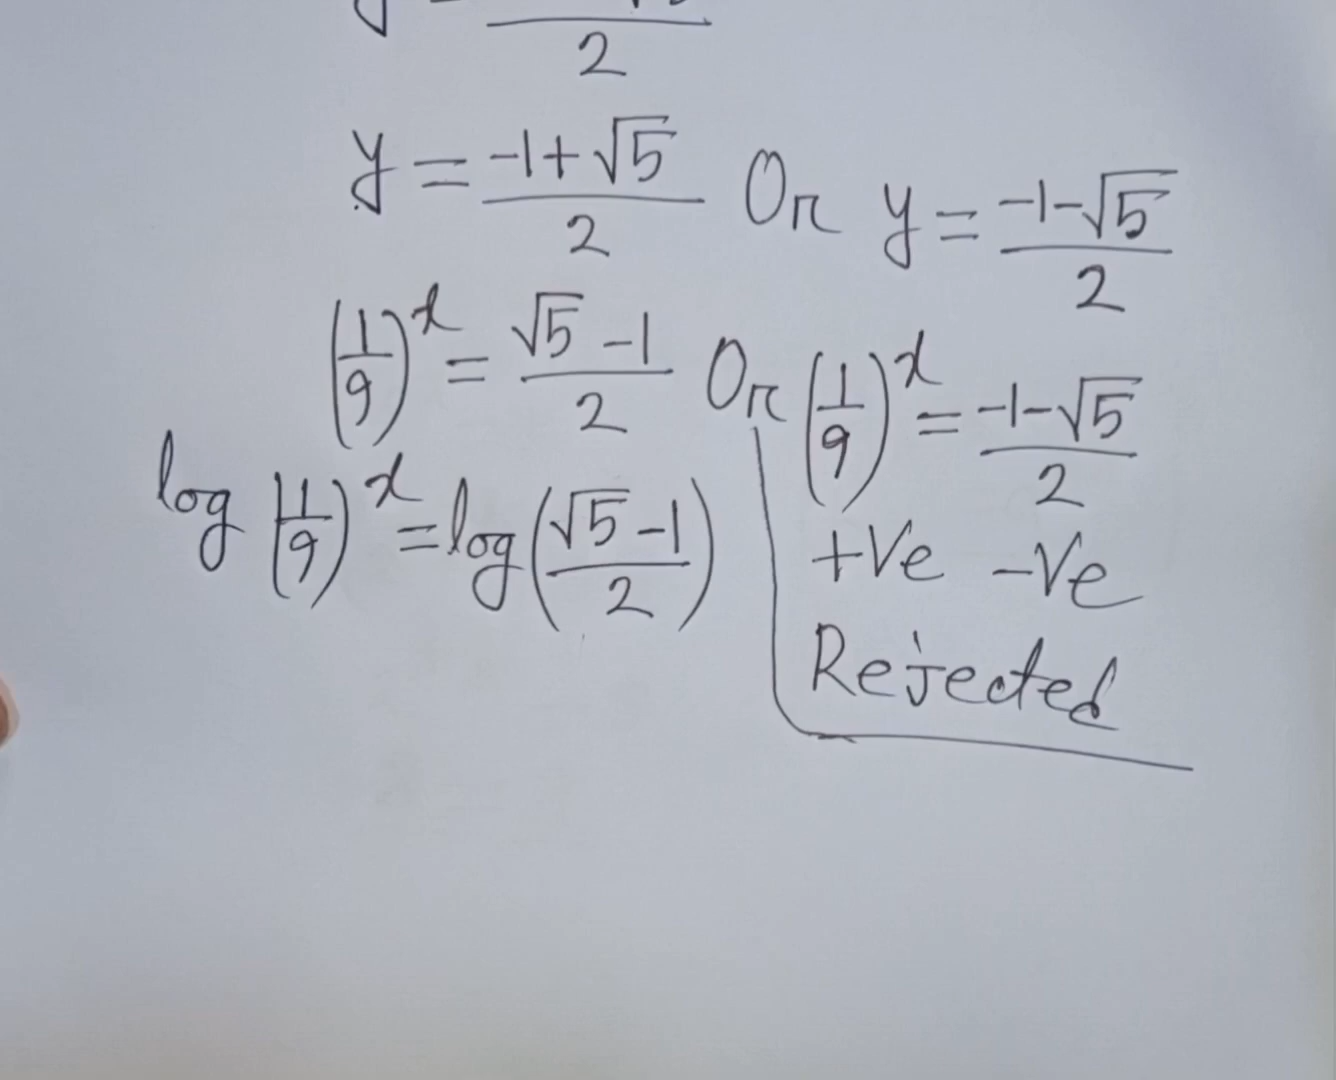 2
y = (-1+√5)/2 Or y = (-1-√5)/2
(1/9)^x = (√5-1)/2 Or (1/9)^x = (-1-√5)/2
log (1/9)^x = log((√5-1)/2)
+Ve -Ve
Rejected